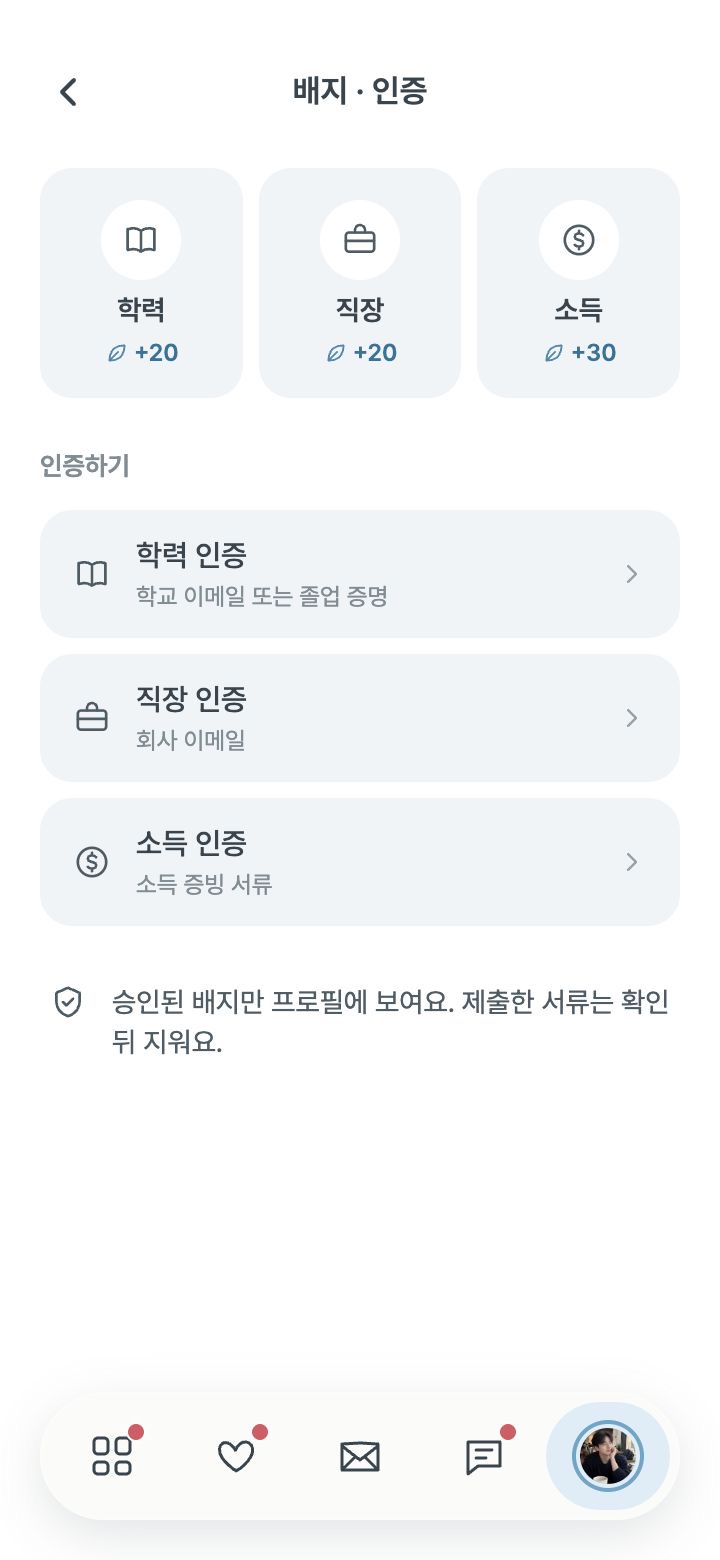 배지 · 인증
학력
직장
소득
+20
+20
+30
인증하기
학력 인증
학교 이메일 또는 졸업 증명
직장 인증
회사 이메일
소득 인증
소득 증빙 서류
승인된 배지만 프로필에 보여요. 제출한 서류는 확인
뒤 지워요.